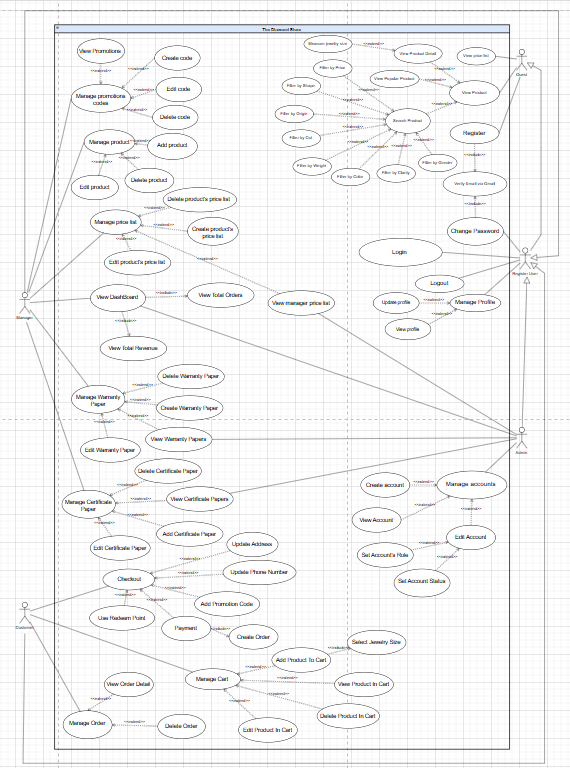 The Diamond Store
View Promotions
Create code
Manage promotions
codes
Edit code
Delete code
Manage product
Add product
Delete product
Edit product
Delete product's price list
Manage price list
Create product's
price list
Edit product's price list
View DashBoard
View Total Orders
View manager price list
View Total Revenue
Delete Warranty Paper
Manage Warranty
Paper
Create Warranty Paper
View Warranty Papers
Edit Warranty Paper
Delete Certificate Paper
View Certificate Papers
Manage Certificate
Paper
Add Certificate Paper
Edit Certificate Paper
Update Address
Checkout
Update Phone Number
Add Promotion Code
Use Redeem Point
Payment
Create Order
Select Jewelry Size
Add Product To Cart
Manage Cart
View Product In Cart
View Order Detail
Delete Product In Cart
Manage Order
Delete Order
Edit Product In Cart
View Product Detail
View price list
Filter by Price
View Popular Product
View Product
Filter by Shape
Filter by Origin
Search Product
Filter by Cut
Filter by Weight
Filter by Color
Filter by Clarity
Filter by Gender
Register
Verify Email via Gmail
Change Password
Login
Logout
Update profile
Manage Profile
View profile
Create account
Manage accounts
View Account
Edit Account
Set Account's Role
Set Account Status
Manager
Customer
Guest
Register User
Admin